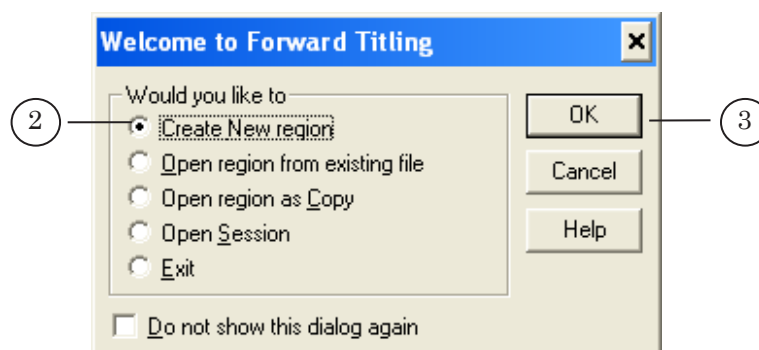 Welcome to Forward Titling
Would you like to
2
Create New region
OK
3
Open region from existing file
Cancel
Open region as Copy
Open Session
Help
Exit
Do not show this dialog again